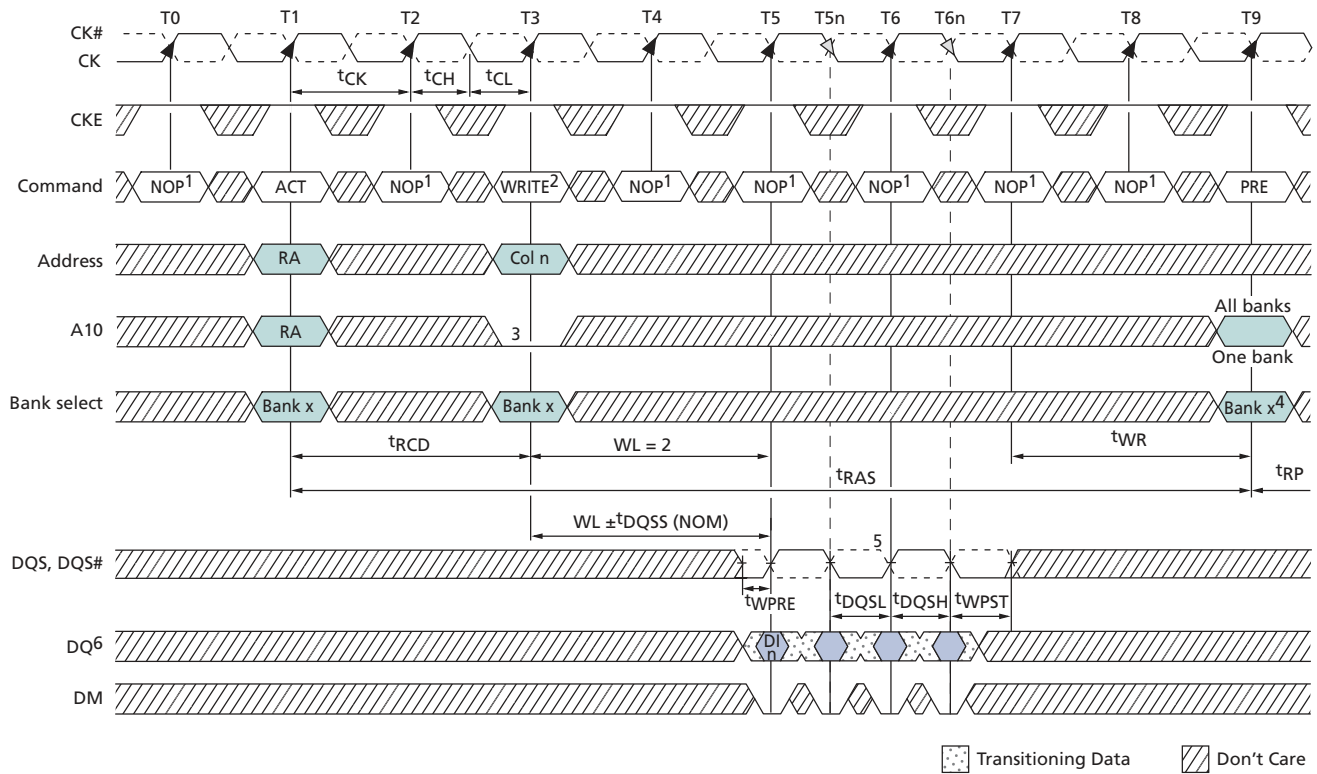 T0 T1 T2 T3 T4 T5 T5n T6 T6n T7 T8 T9
CK#
CK
tCK tCH tCL
CKE
Command NOP1 ACT NOP1 WRITE2 NOP1 NOP1 NOP1 NOP1 NOP1 PRE
Address RA Col n
All banks
A10 RA 3
One bank
Bank select Bank x Bank x Bank x4
tRCD WL = 2 tWR
tRAS tRP
WL ±tDQSS (NOM)
5
DQS, DQS#
tWPRE tDQSL tDQSH tWPST
DQ6 DI
n
DM
Transitioning Data Don't Care